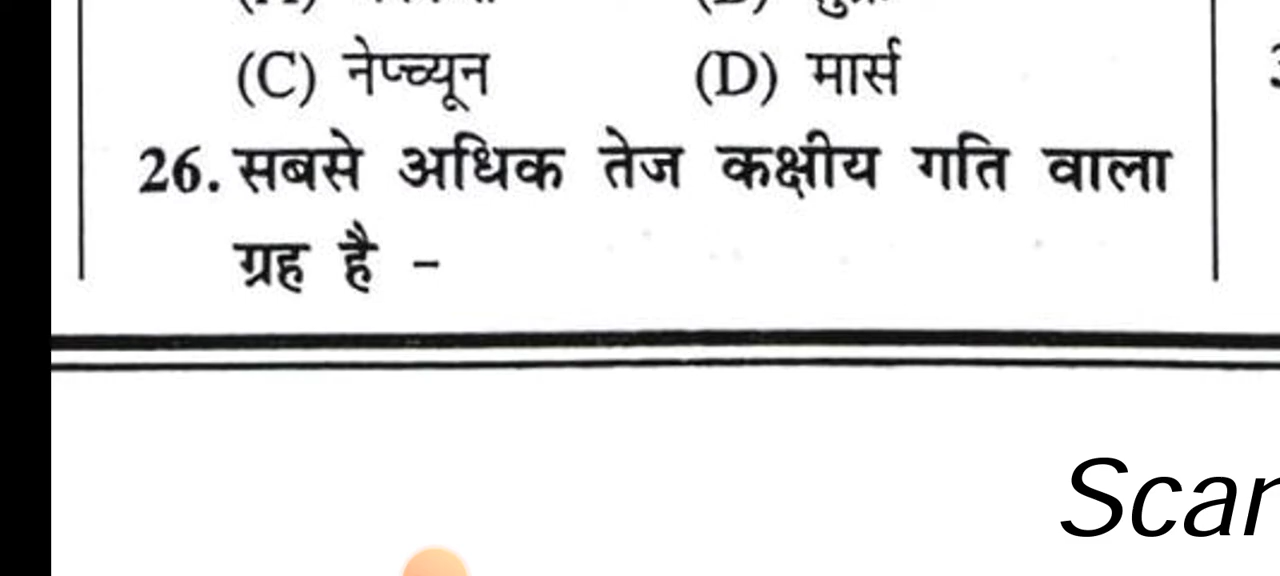 (C) नेप्च्यून (D) मार्स
26. सबसे अधिक तेज कक्षीय गति वाला
ग्रह है -
Scar